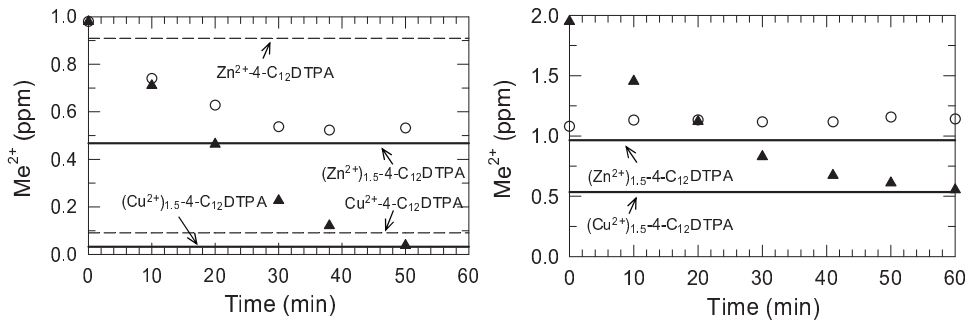 1.0
0.8
0.6
0.4
0.2
0.0
Me²⁺ (ppm)
Zn²⁺-4-C₁₂DTPA
(Zn²⁺)₁.₅-4-C₁₂DTPA
(Cu²⁺)₁.₅-4-C₁₂DTPA
Cu²⁺-4-C₁₂DTPA
0 10 20 30 40 50 60
Time (min)
2.0
1.5
1.0
0.5
0.0
Me²⁺ (ppm)
(Zn²⁺)₁.₅-4-C₁₂DTPA
(Cu²⁺)₁.₅-4-C₁₂DTPA
0 10 20 30 40 50 60
Time (min)